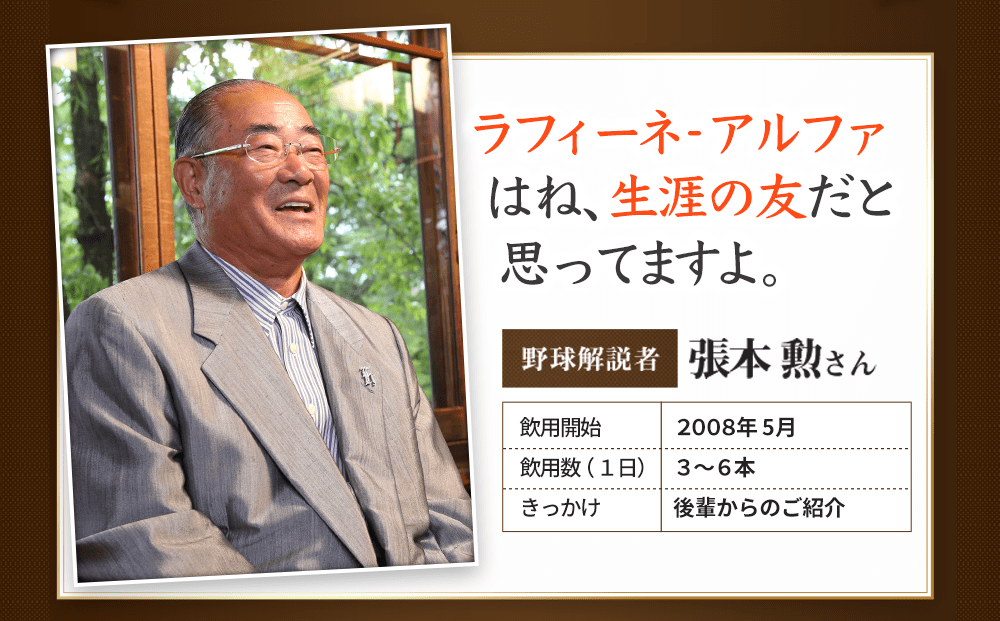 ラフィーネ-アルファ
はね、生涯の友だと
思ってますよ。
野球解説者 張本 勲さん
飲用開始 2008年5月
飲用数(1日) 3〜6本
きっかけ 後輩からのご紹介